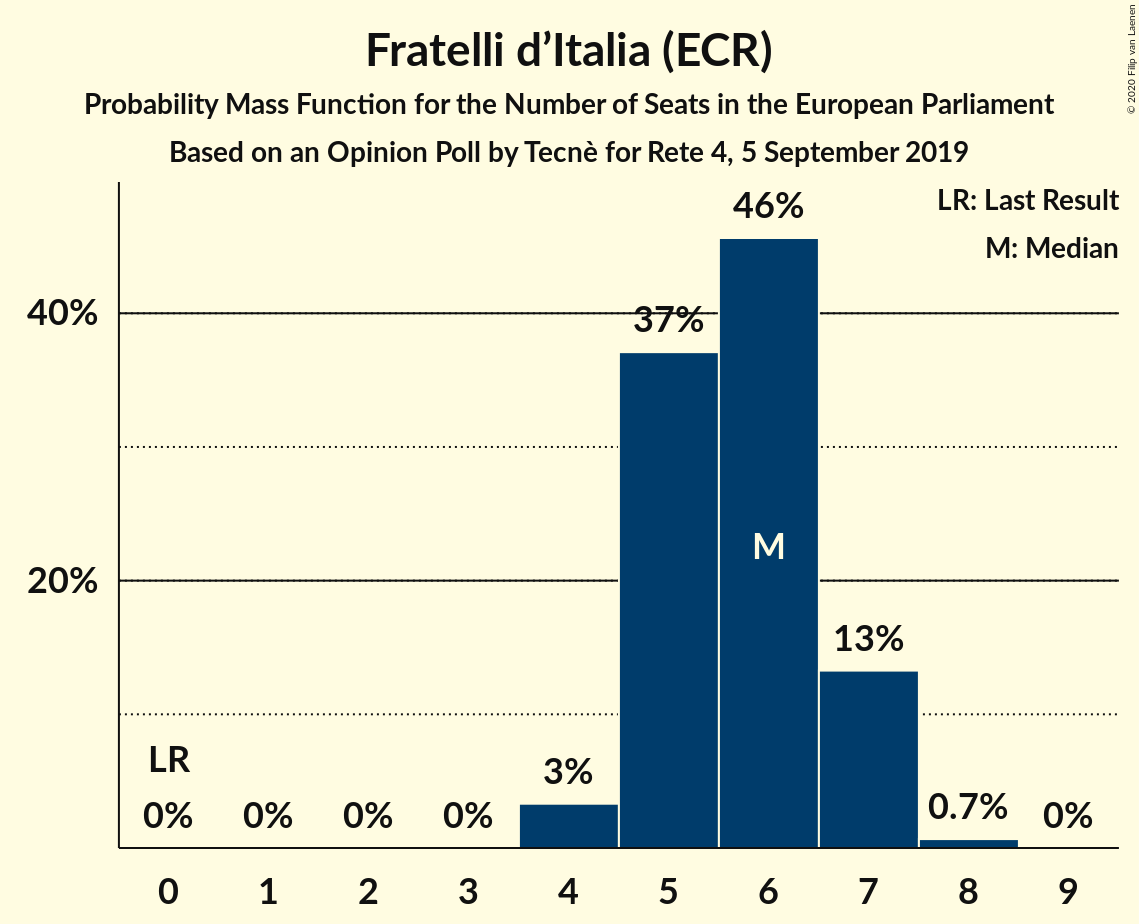 Fratelli d’Italia (ECR)
Probability Mass Function for the Number of Seats in the European Parliament
Based on an Opinion Poll by Tecnè for Rete 4, 5 September 2019
© 2020 Filip van Laenen
LR: Last Result
M: Median
46%
40%
37%
M
20%
13%
LR
3%
0% 0% 0% 0% 0.7% 0%
0 1 2 3 4 5 6 7 8 9